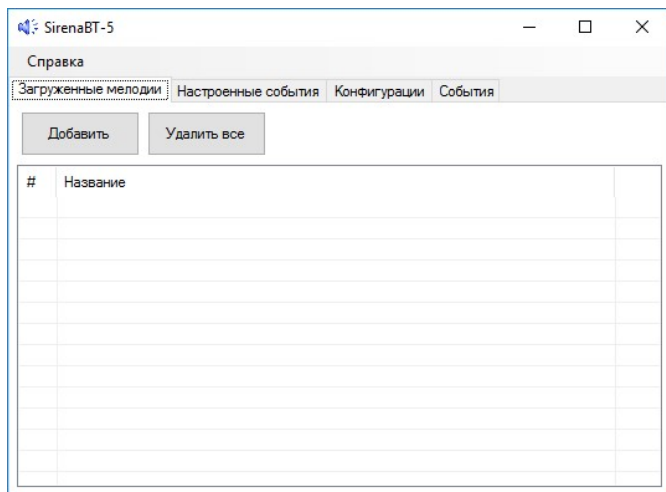 SirenaBT-5
Справка
Загруженные мелодии Настроенные события Конфигурации События
Добавить Удалить все
# Название